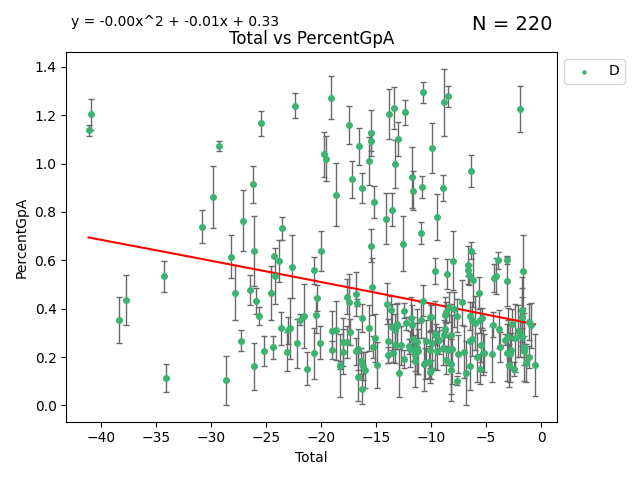 y = -0.00x^2 + -0.01x + 0.33
N = 220
Total vs PercentGpA
D
PercentGpA
1.4
1.2
1.0
0.8
0.6
0.4
0.2
0.0
−40 −35 −30 −25 −20 −15 −10 −5 0
Total